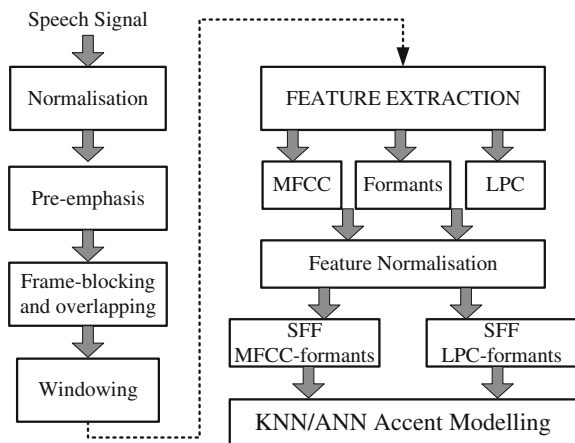 Speech Signal
Normalisation
Pre-emphasis
Frame-blocking
and overlapping
Windowing
FEATURE EXTRACTION
MFCC
Formants
LPC
Feature Normalisation
SFF
MFCC-formants
SFF
LPC-formants
KNN/ANN Accent Modelling